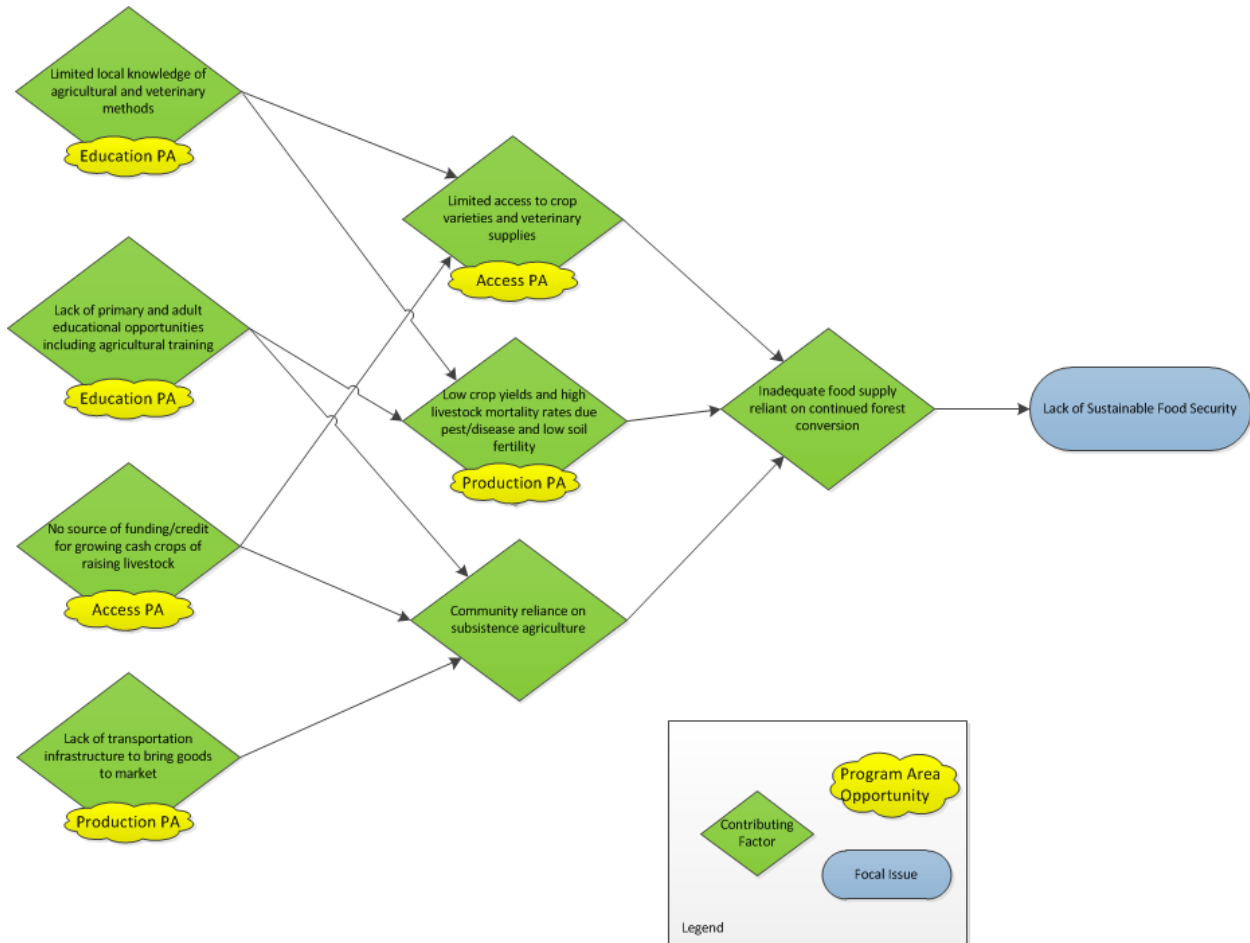 Limited local knowledge of
agricultural and veterinary
methods
Education PA
Limited access to crop
varieties and veterinary
supplies
Access PA
Lack of primary and adult
educational opportunities
including agricultural training
Education PA
Low crop yields and high
livestock mortality rates due
pest/disease and low soil
fertility
Production PA
Inadequate food supply
reliant on continued forest
conversion
Lack of Sustainable Food Security
No source of funding/credit
for growing cash crops of
raising livestock
Access PA
Community reliance on
subsistence agriculture
Lack of transportation
infrastructure to bring goods
to market
Production PA
Program Area
Opportunity
Contributing
Factor
Focal Issue
Legend